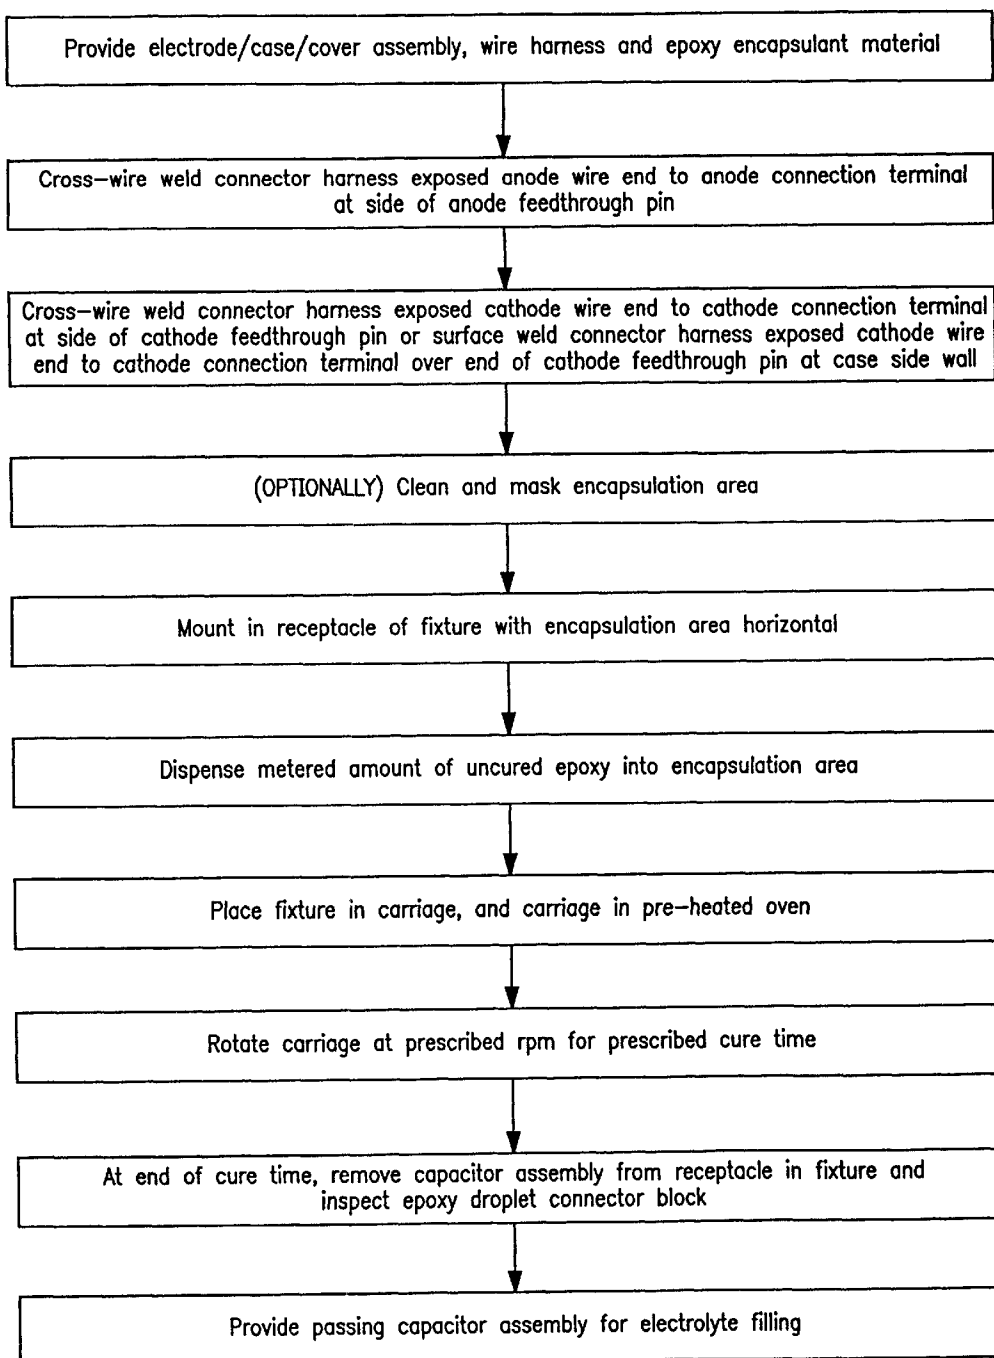 Provide electrode/case/cover assembly, wire harness and epoxy encapsulant material
Cross-wire weld connector harness exposed anode wire end to anode connection terminal
at side of anode feedthrough pin
Cross-wire weld connector harness exposed cathode wire end to cathode connection terminal
at side of cathode feedthrough pin or surface weld connector harness exposed cathode wire
end to cathode connection terminal over end of cathode feedthrough pin at case side wall
(OPTIONALLY) Clean and mask encapsulation area
Mount in receptacle of fixture with encapsulation area horizontal
Dispense metered amount of uncured epoxy into encapsulation area
Place fixture in carriage, and carriage in pre-heated oven
Rotate carriage at prescribed rpm for prescribed cure time
At end of cure time, remove capacitor assembly from receptacle in fixture and
inspect epoxy droplet connector block
Provide passing capacitor assembly for electrolyte filling